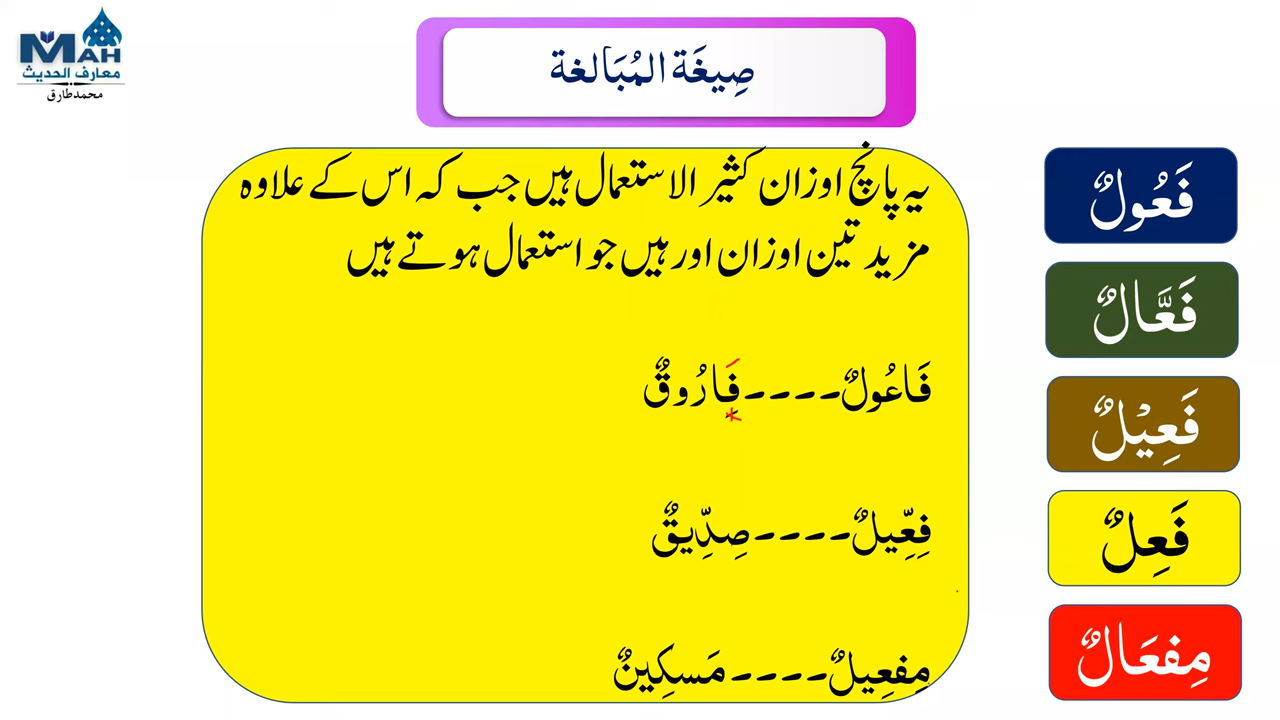 MAH
معارف الحدیث
محمد طارق
صِيغَة المُبَالغة
یہ پانچ اوزان کثیر الاستعمال ہیں جب کہ اس کے علاوہ
مزید تین اوزان اور ہیں جو استعمال ہوتے ہیں
فَاعُولٌ----فَارُوقٌ
فِعِّيلٌ----صِدِّيقٌ
مِفعِيلٌ----مَسكِينٌ
فَعُولٌ
فَعَّالٌ
فَعِيْلٌ
فَعِلٌ
مِفعَالٌ